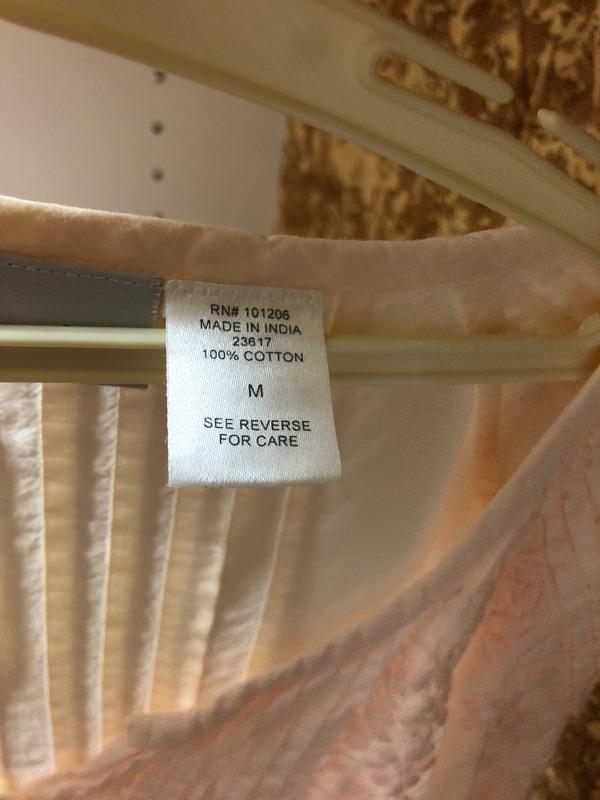 RN# 101206
MADE IN INDIA
23617
100% COTTON
M
SEE REVERSE
FOR CARE